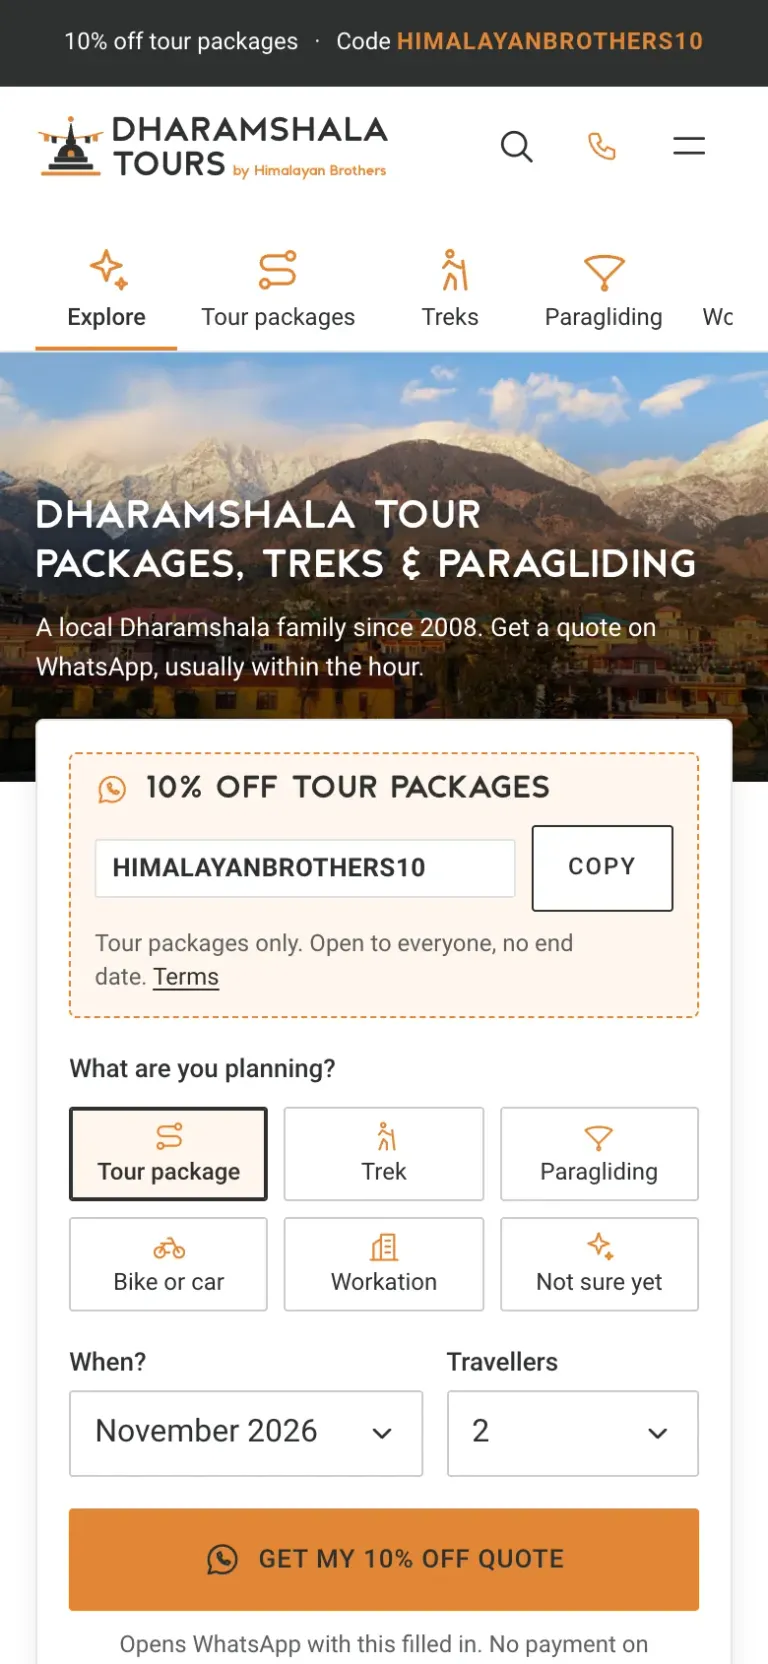 10% off tour packages · Code HIMALAYANBROTHERS10
DHARAMSHALA
TOURS by Himalayan Brothers
Explore Tour packages Treks Paragliding Wo
DHARAMSHALA TOUR
PACKAGES, TREKS & PARAGLIDING
A local Dharamshala family since 2008. Get a quote on
WhatsApp, usually within the hour.
10% OFF TOUR PACKAGES
HIMALAYANBROTHERS10 COPY
Tour packages only. Open to everyone, no end
date. Terms
What are you planning?
Tour package Trek Paragliding
Bike or car Workation Not sure yet
When? Travellers
November 2026 2
GET MY 10% OFF QUOTE
Opens WhatsApp with this filled in. No payment on